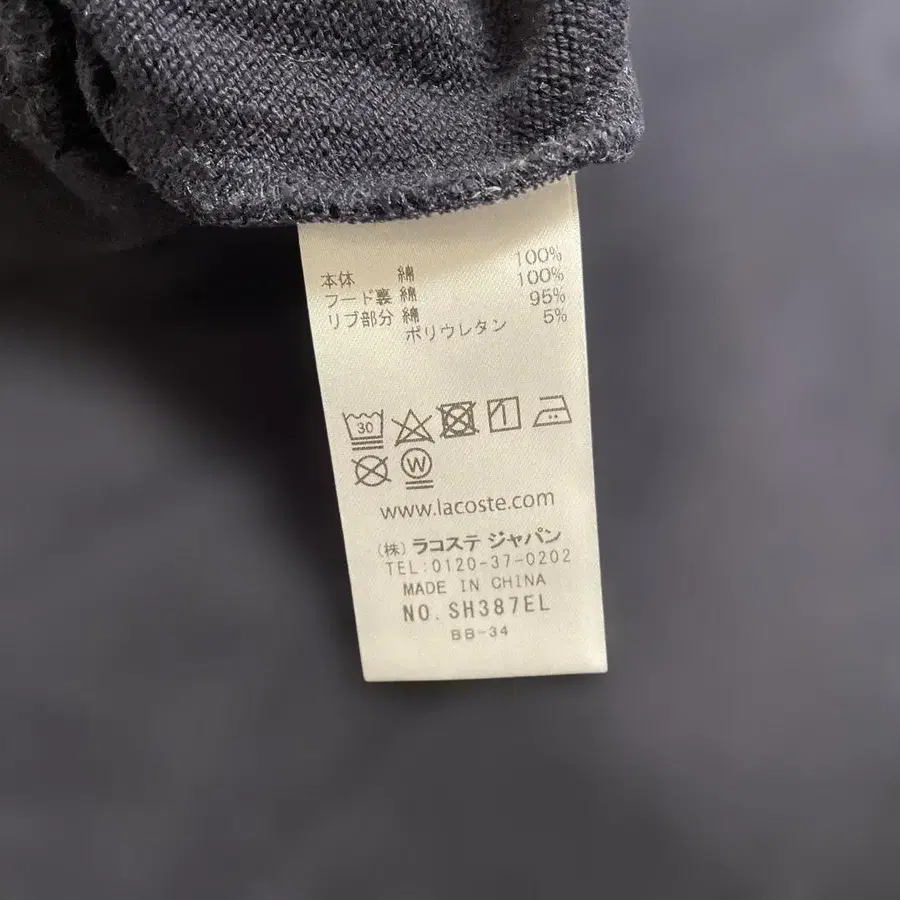 本体 綿 100%
フード裏 綿 100%
リブ部分 綿 95%
ポリウレタン 5%
30
W
www.lacoste.com
(株) ラコステ ジャパン
TEL:0120-37-0202
MADE IN CHINA
NO. SH387EL
BB-34